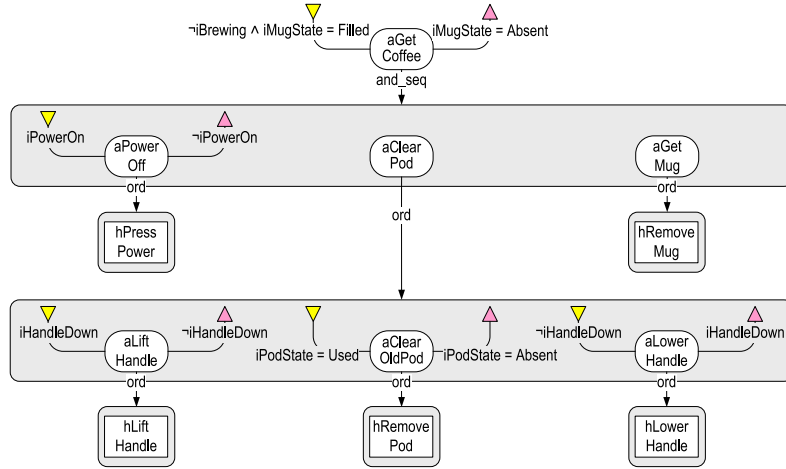 ¬iBrewing ∧ iMugState = Filled
iMugState = Absent
aGet
Coffee
and_seq
iPowerOn
¬iPowerOn
aPower
Off
aClear
Pod
aGet
Mug
ord
ord
ord
hPress
Power
hRemove
Mug
iHandleDown
¬iHandleDown
aLift
Handle
iPodState = Used
aClear
OldPod
iPodState = Absent
¬iHandleDown
aLower
Handle
iHandleDown
ord
ord
ord
hLift
Handle
hRemove
Pod
hLower
Handle